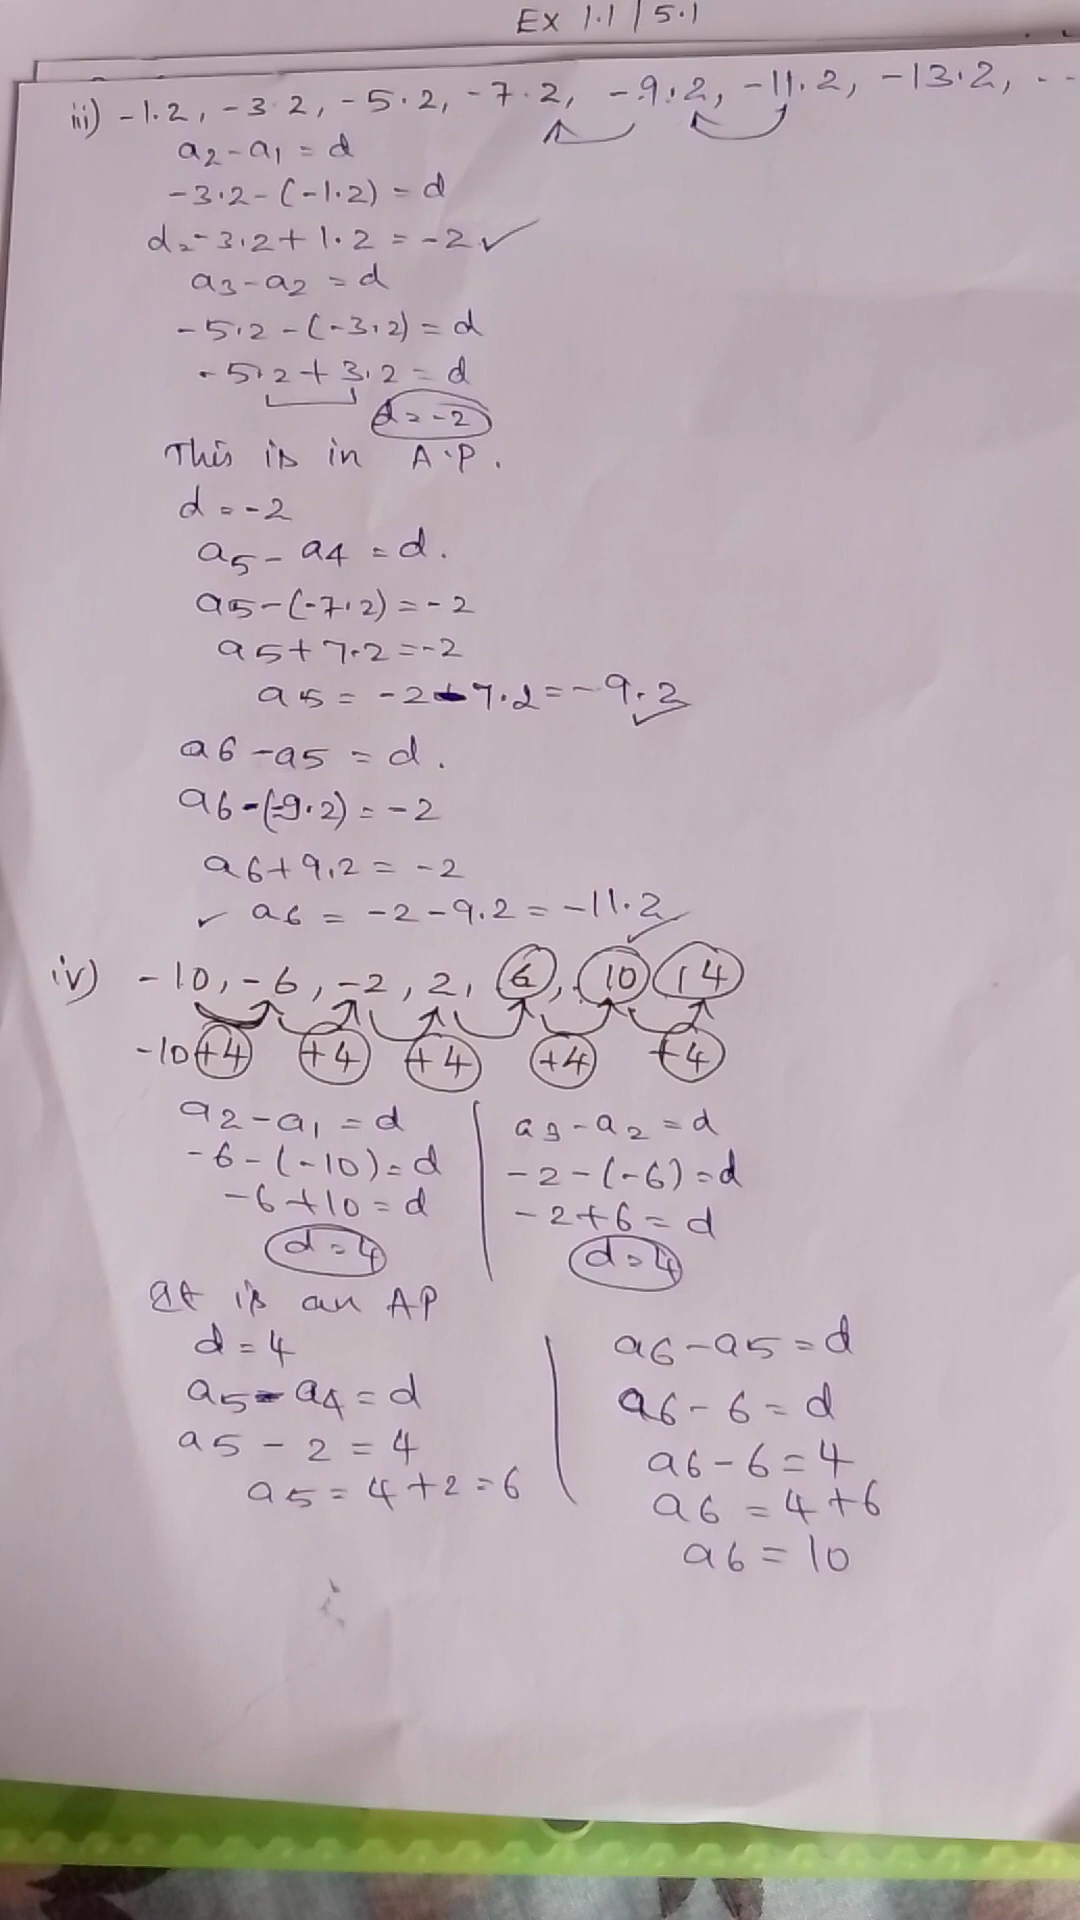 Ex 1.1 / 5.1
iii) -1.2, -3.2, -5.2, -7.2, -9.2, -11.2, -13.2, ..
a2-a1 = d
-3.2-(-1.2) = d
d=-3.2+1.2 = -2 ✓
a3-a2 = d
-5.2-(-3.2) = d
-5.2+3.2 = d
d=-2
This is in A.P.
d=-2
a5-a4 = d.
a5-(-7.2) = -2
a5+7.2=-2
a5 = -2-7.2=-9.2 ✓
a6-a5 = d.
a6-(-9.2) = -2
a6+9.2 = -2
✓ a6 = -2-9.2 = -11.2 ✓
iv) -10, -6, -2, 2, 6, 10 14
-10 +4 +4 +4 +4 +4
a2-a1 = d
-6-(-10)=d
-6+10=d
d=4
a3-a2=d
-2-(-6)=d
-2+6=d
d=4
It is an AP
d=4
a5-a4=d
a5-2=4
a5=4+2=6
a6-a5=d
a6-6=d
a6-6=4
a6=4+6
a6=10